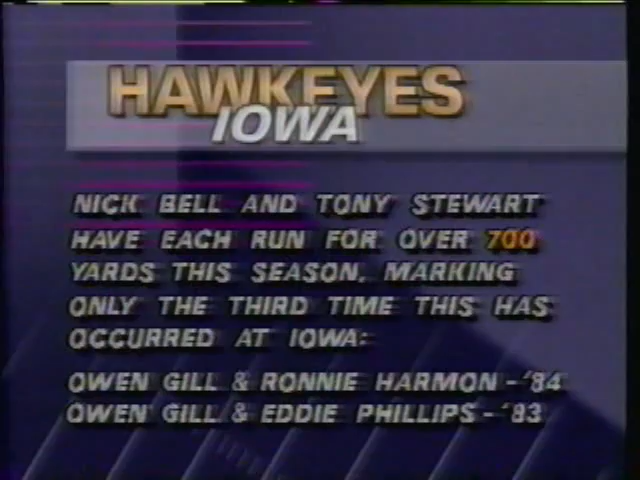 HAWKEYES
IOWA
NICK BELL AND TONY STEWART
HAVE EACH RUN FOR OVER 700
YARDS THIS SEASON, MARKING
ONLY THE THIRD TIME THIS HAS
OCCURRED AT IOWA:
OWEN GILL & RONNIE HARMON - '84
OWEN GILL & EDDIE PHILLIPS - '83